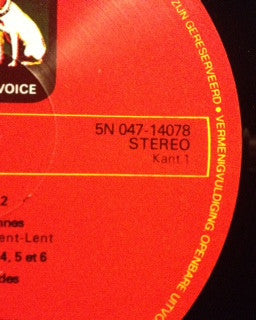 VOICE
5N 047-14078
STEREO
Kant 1
2
nnes
ent-Lent
4, 5 et 6
des
ZIJN GERESERVEERD • VERMENIGVULDIGING OPENBARE UITVO